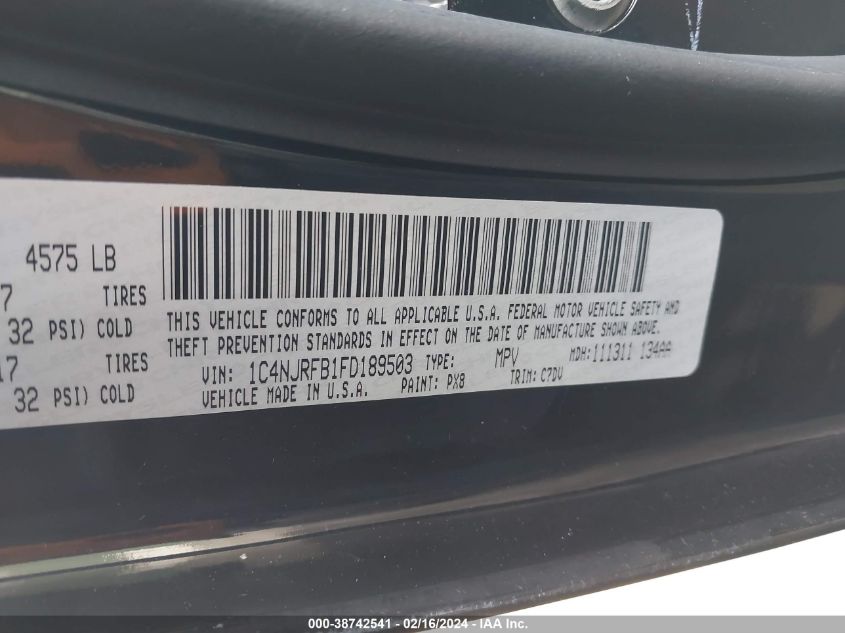 4575 LB
7 TIRES
32 PSI) COLD
17 TIRES
32 PSI) COLD
THIS VEHICLE CONFORMS TO ALL APPLICABLE U.S.A. FEDERAL MOTOR VEHICLE SAFETY AND
THEFT PREVENTION STANDARDS IN EFFECT ON THE DATE OF MANUFACTURE SHOWN ABOVE.
VIN: 1C4NJRFB1FD189503 TYPE: MPV MDH:111311 134AA
VEHICLE MADE IN U.S.A. PAINT: PX8 TRIM: C7DV
000-38742541 - 02/16/2024 - IAA Inc.